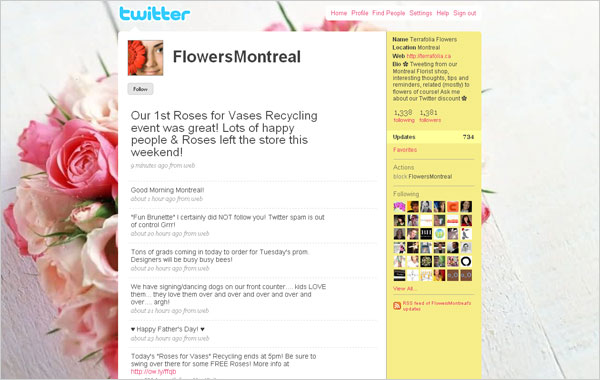 twitter
Home Profile Find People Settings Help Sign out
FlowersMontreal
Follow
Our 1st Roses for Vases Recycling
event was great! Lots of happy
people & Roses left the store this
weekend!
9 minutes ago from web
Good Morning Montreal!
about 1 hour ago from web
"Fun Brunette" I certainly did NOT follow you! Twitter spam is out
of control Grrr!
about 20 hours ago from web
Tons of grads coming in today to order for Tuesday's prom.
Designers will be busy busy bees!
about 20 hours ago from web
We have signing/dancing dogs on our front counter.... kids LOVE
them... they love them over and over and over and over and
over.... argh!
about 21 hours ago from web
♥ Happy Father's Day! ♥
about 23 hours ago from web
Today's "Roses for Vases" Recycling ends at 5pm! Be sure to
swing over there for some FREE Roses! More info at
http://ow.ly/ffqb
Name Terrafolia Flowers
Location Montreal
Web http://terrafolia.ca
Bio ✿ Tweeting from our
Montreal Florist shop,
interesting thoughts, tips and
reminders, related (mostly) to
flowers of course! Ask me
about our Twitter discount ✿
1,338 1,381
following followers
Updates 734
Favorites
Actions
block FlowersMontreal
Following
View All...
RSS feed of FlowersMontreal's
updates